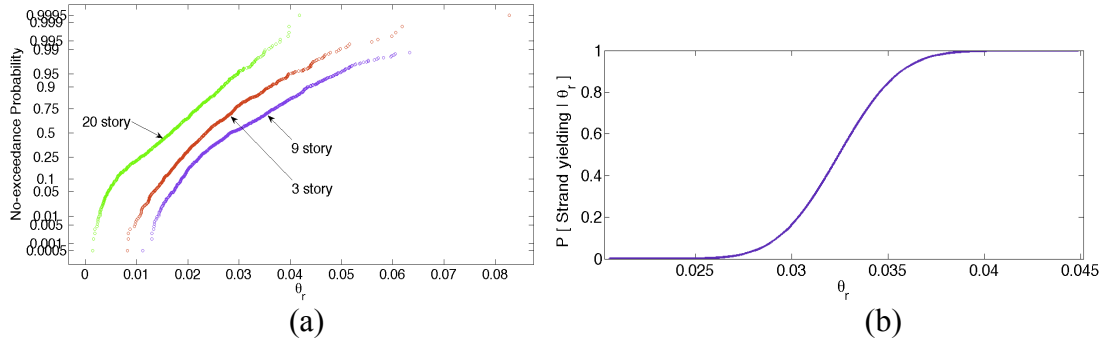 No-exceedance Probability
0.9995
0.999
0.99
0.95
0.9
0.75
0.5
0.25
0.1
0.05
0.01
0.005
0.001
0.0005
20 story
9 story
3 story
0 0.01 0.02 0.03 0.04 0.05 0.06 0.07 0.08
θr
(a)
P [ Strand yielding | θr ]
1
0.8
0.6
0.4
0.2
0
0.025 0.03 0.035 0.04 0.045
θr
(b)